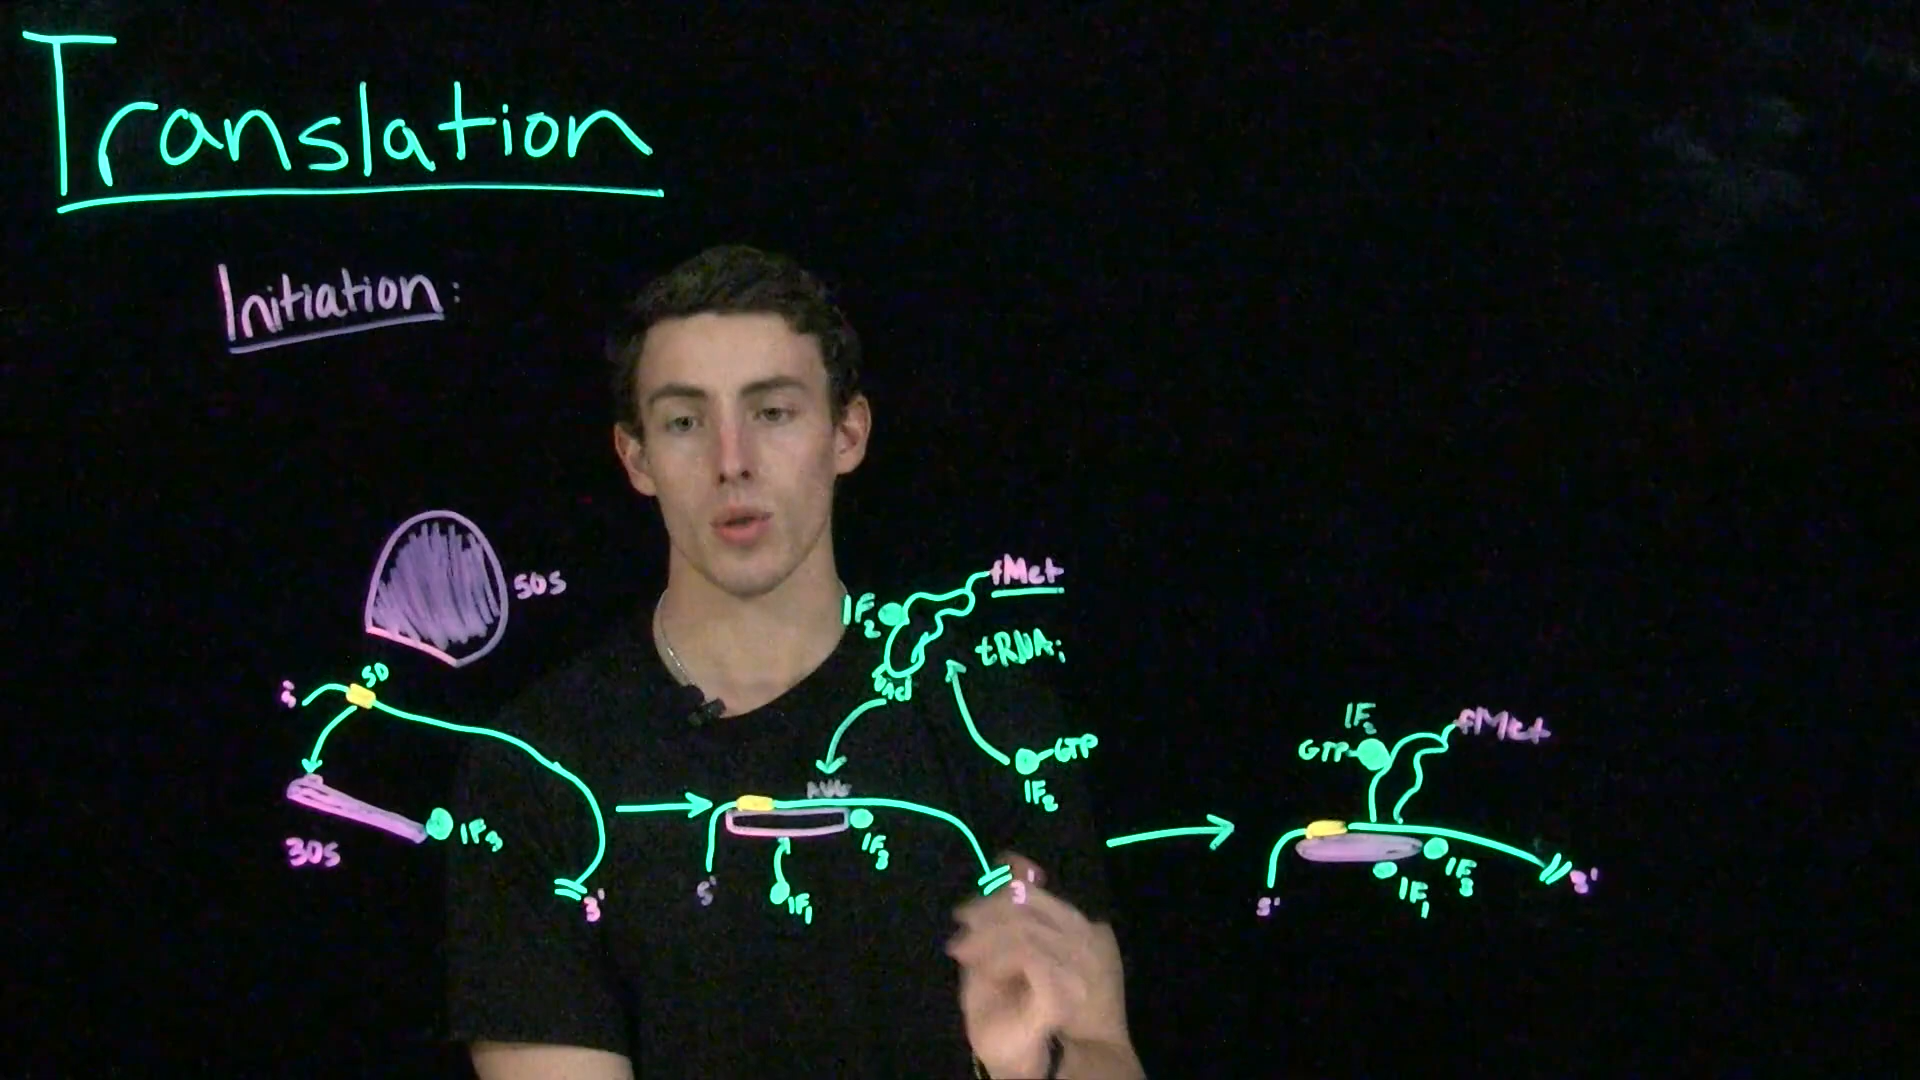 Translation
Initiation:
50S
SD
30S
IF3
3'
fMet
IF2
tRNAi
GTP
IF2
AUG
5'
IF1
IF3
3'
IF2
GTP
fMet
5'
IF1
IF3
3'